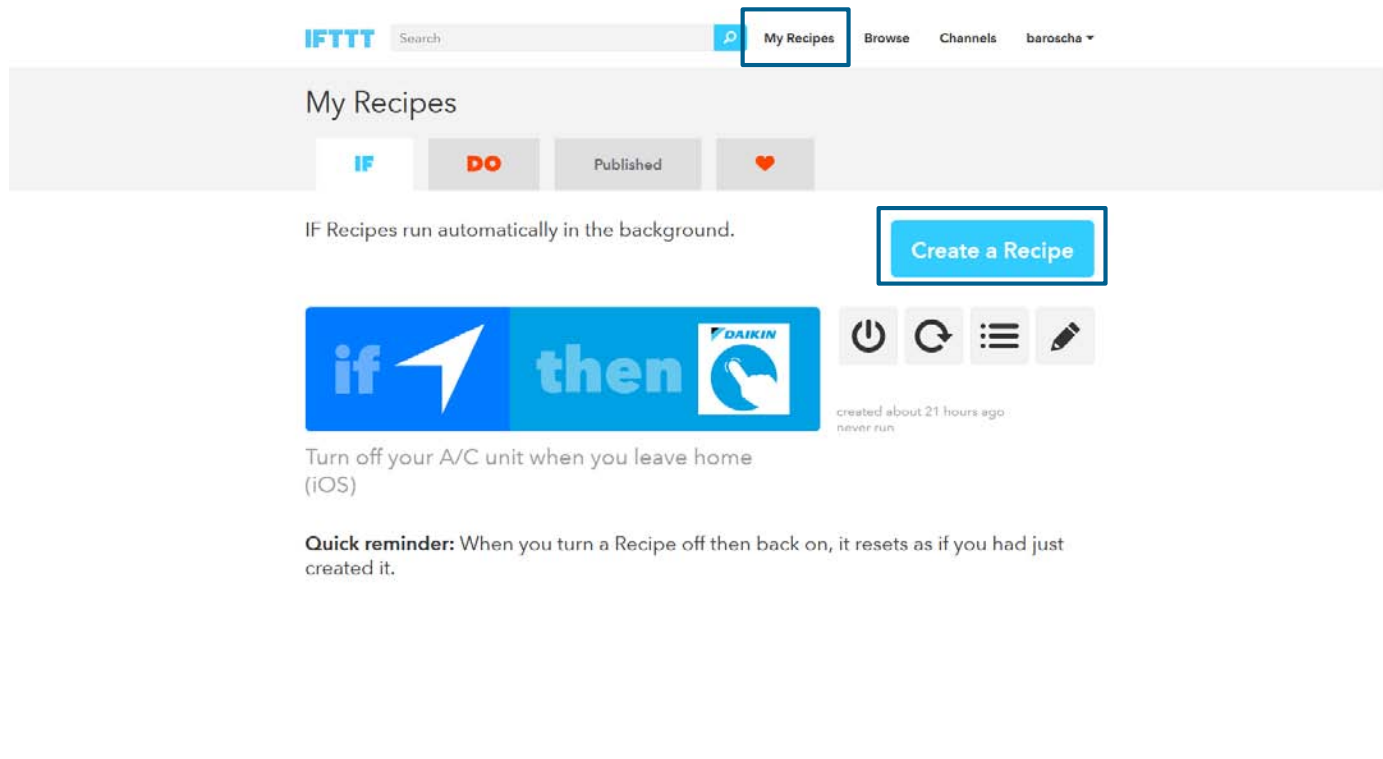 IFTTT Search My Recipes Browse Channels baroscha
My Recipes
IF DO Published
IF Recipes run automatically in the background.
Create a Recipe
if then DAIKIN
created about 21 hours ago
never run
Turn off your A/C unit when you leave home
(iOS)
Quick reminder: When you turn a Recipe off then back on, it resets as if you had just
created it.